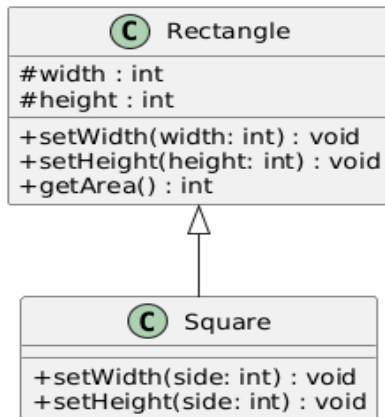 C Rectangle
#width : int
#height : int
+setWidth(width: int) : void
+setHeight(height: int) : void
+getArea() : int
C Square
+setWidth(side: int) : void
+setHeight(side: int) : void